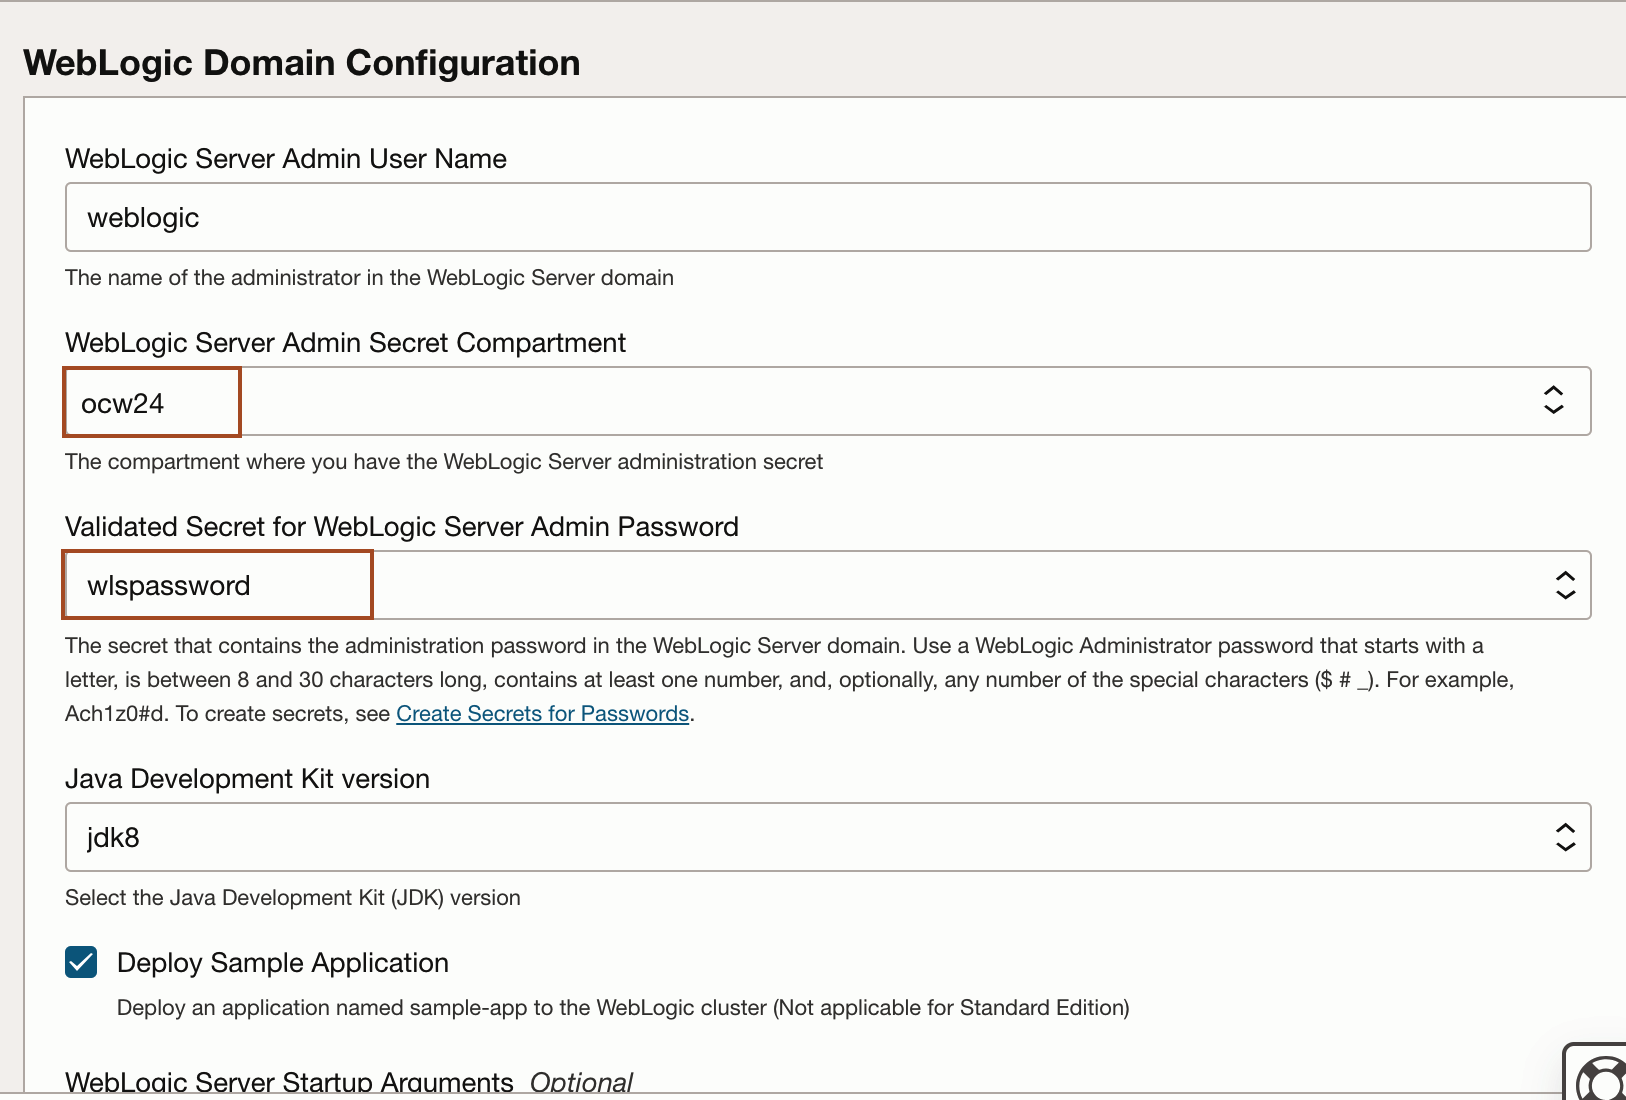 WebLogic Domain Configuration
WebLogic Server Admin User Name
weblogic
The name of the administrator in the WebLogic Server domain
WebLogic Server Admin Secret Compartment
ocw24
The compartment where you have the WebLogic Server administration secret
Validated Secret for WebLogic Server Admin Password
wlspassword
The secret that contains the administration password in the WebLogic Server domain. Use a WebLogic Administrator password that starts with a
letter, is between 8 and 30 characters long, contains at least one number, and, optionally, any number of the special characters ($ # _). For example,
Ach1z0#d. To create secrets, see Create Secrets for Passwords.
Java Development Kit version
jdk8
Select the Java Development Kit (JDK) version
Deploy Sample Application
Deploy an application named sample-app to the WebLogic cluster (Not applicable for Standard Edition)
WebLogic Server Startup Arguments Optional